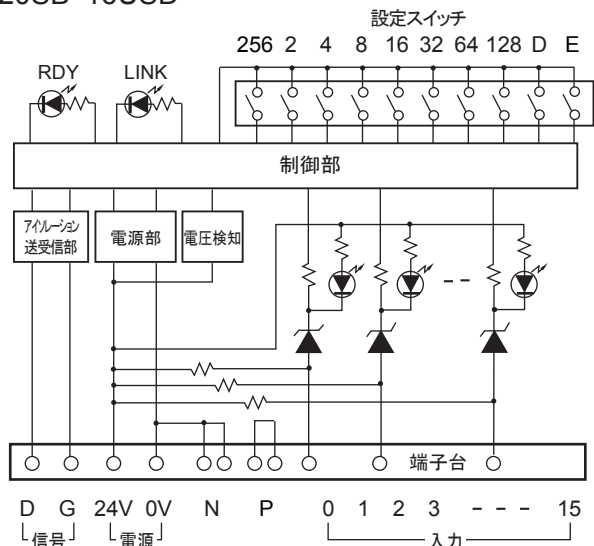 設定スイッチ
256 2 4 8 16 32 64 128 D E
RDY LINK
制御部
アイソレーション
送受信部
電源部
電圧検知
端子台
D G 24V 0V N P 0 1 2 3 - - - 15
信号 電源 入力